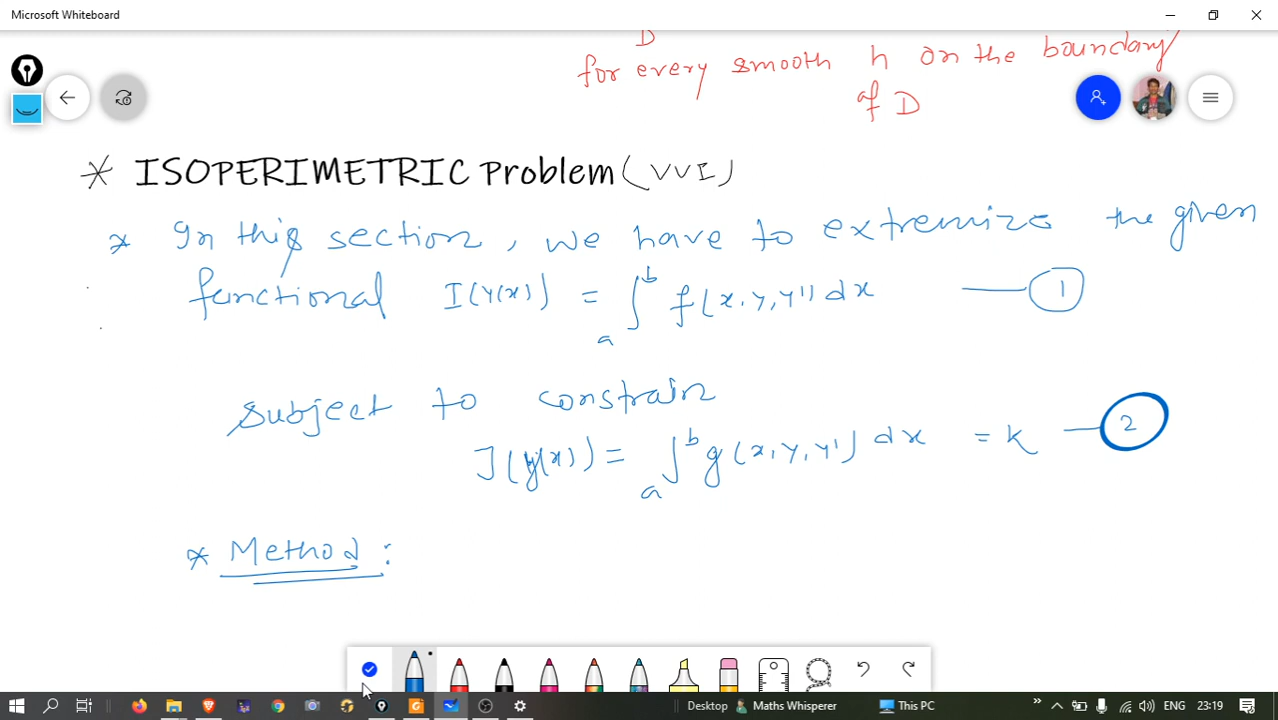 Microsoft Whiteboard
D
for every smooth h on the boundary
of D
* ISOPERIMETRIC Problem (VVI)
* In this section, we have to extremize the given
functional I(y(x)) = ∫_a^b f(x, y, y') dx — 1
subject to constrain
J(y(x)) = ∫_a^b g(x, y, y') dx = K — 2
* Method :
Desktop Maths Whisperer This PC ENG 23:19